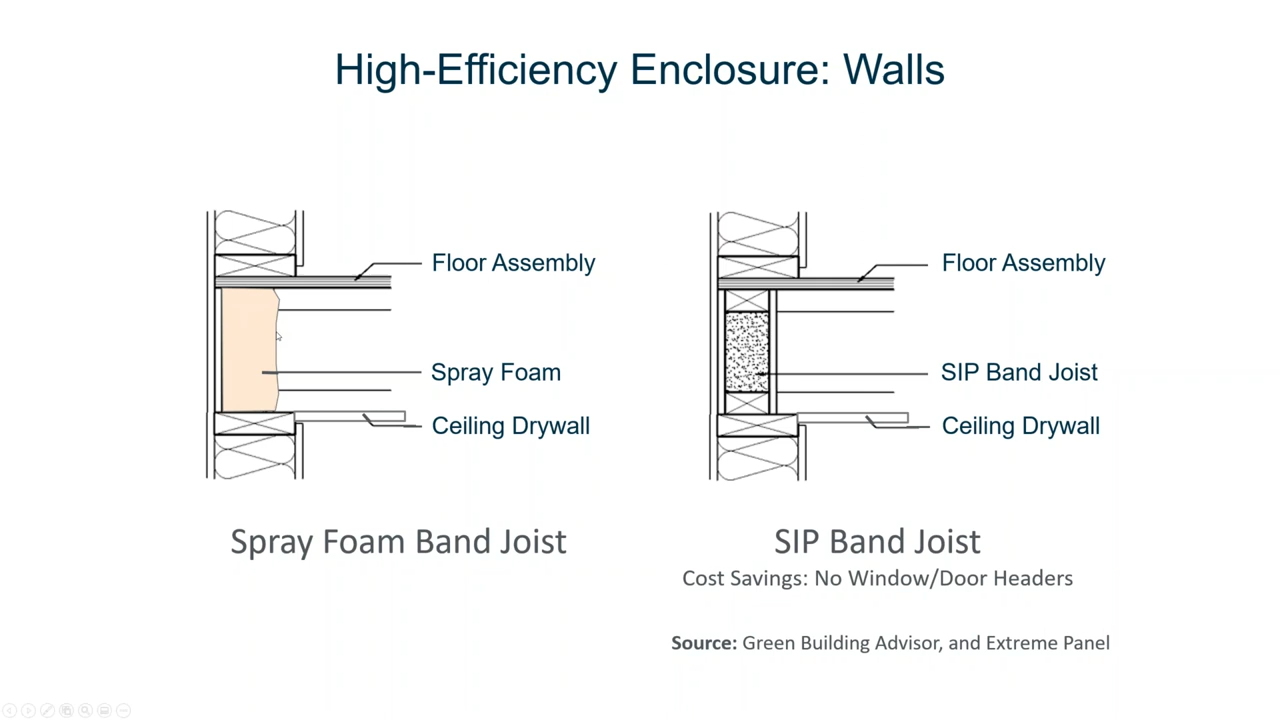 High-Efficiency Enclosure: Walls
Floor Assembly
Spray Foam
Ceiling Drywall
Spray Foam Band Joist
Floor Assembly
SIP Band Joist
Ceiling Drywall
SIP Band Joist
Cost Savings: No Window/Door Headers
Source: Green Building Advisor, and Extreme Panel